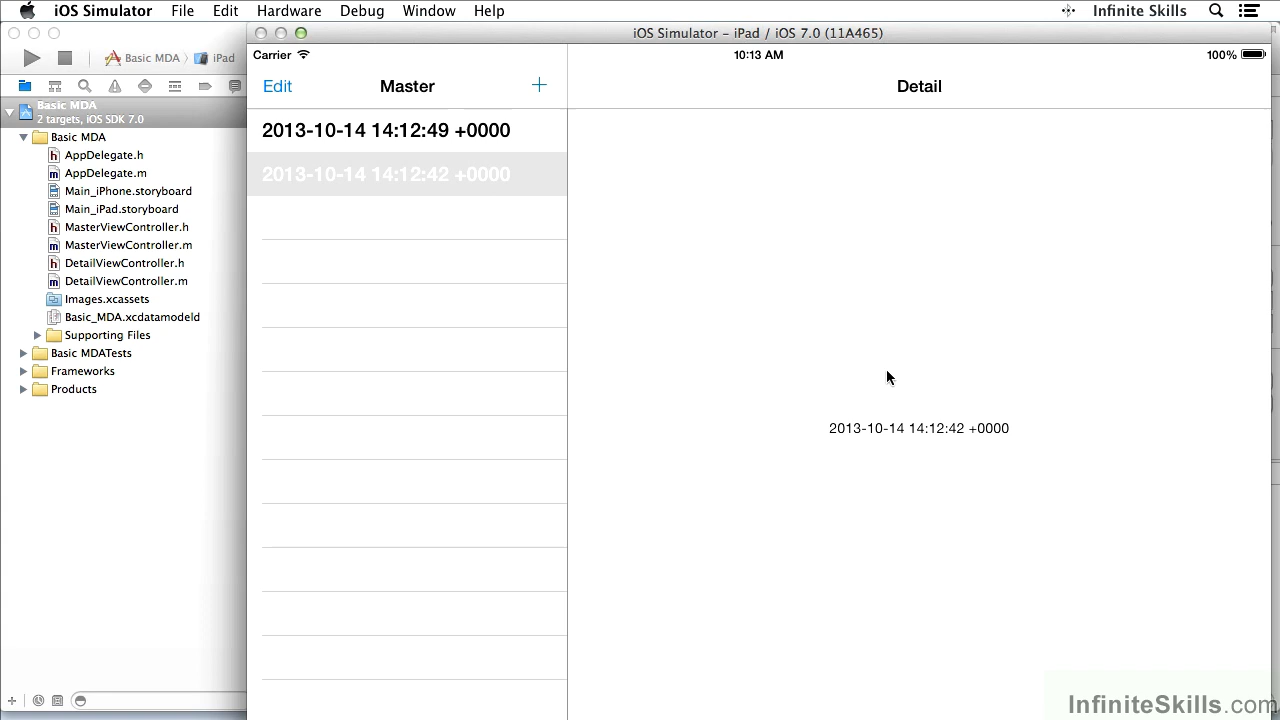 iOS Simulator File Edit Hardware Debug Window Help Infinite Skills
iOS Simulator – iPad / iOS 7.0 (11A465)
Basic MDA 〉 iPad
Carrier 10:13 AM 100%
Edit Master + Detail
Basic MDA
2 targets, iOS SDK 7.0
Basic MDA
h AppDelegate.h
m AppDelegate.m
Main_iPhone.storyboard
Main_iPad.storyboard
h MasterViewController.h
m MasterViewController.m
h DetailViewController.h
m DetailViewController.m
Images.xcassets
Basic_MDA.xcdatamodeld
Supporting Files
Basic MDATests
Frameworks
Products
2013-10-14 14:12:49 +0000
2013-10-14 14:12:42 +0000
2013-10-14 14:12:42 +0000
InfiniteSkills.com